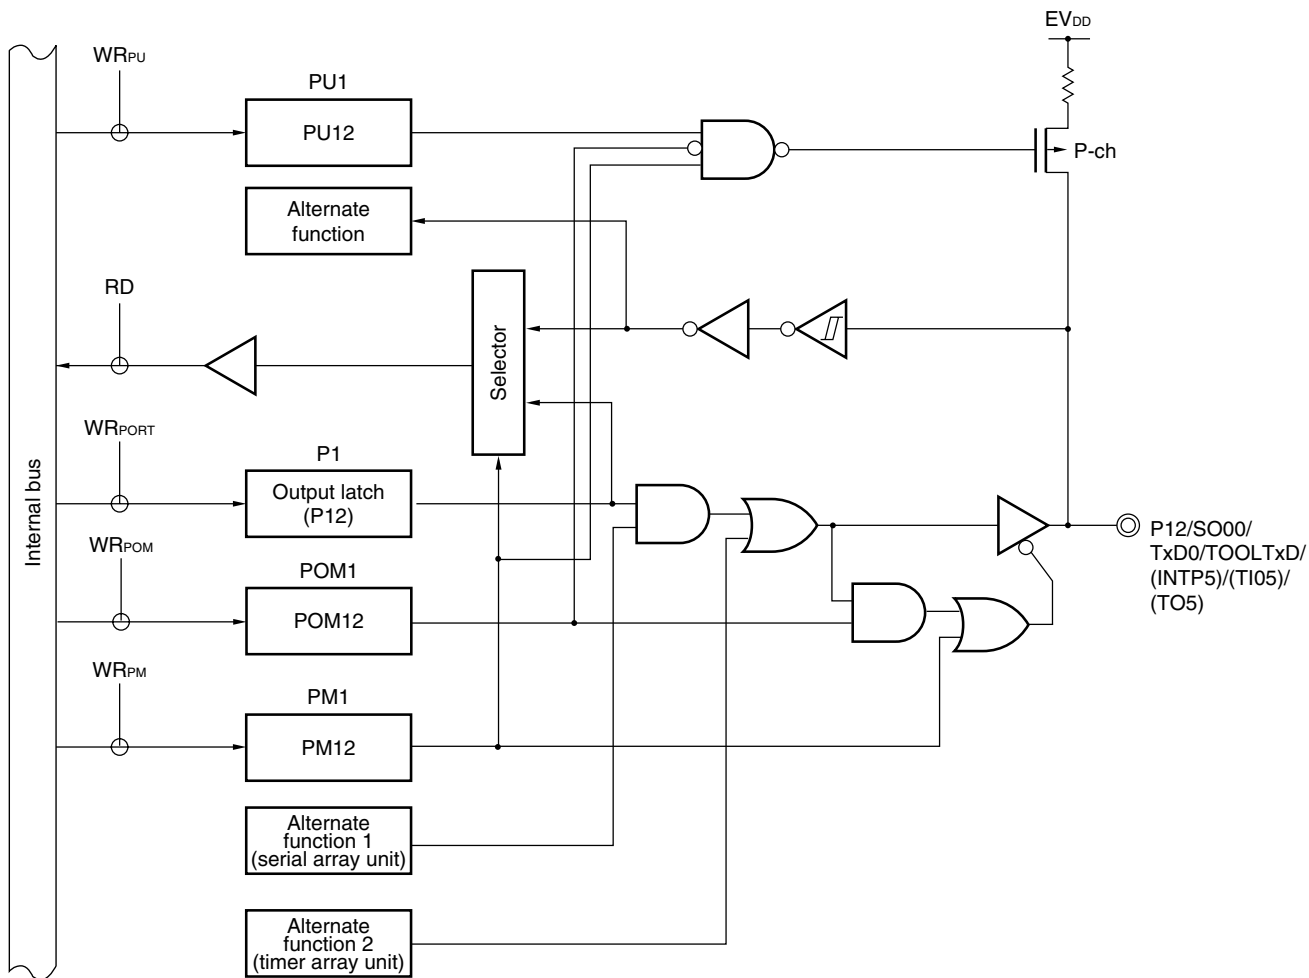 EVDD
WRPU
PU1
PU12
P-ch
Alternate
function
RD
Selector
WRPORT
P1
Output latch
(P12)
Internal bus
P12/SO00/
TxD0/TOOLTxD/
(INTP5)/(TI05)/
(TO5)
WRPOM
POM1
POM12
WRPM
PM1
PM12
Alternate
function 1
(serial array unit)
Alternate
function 2
(timer array unit)